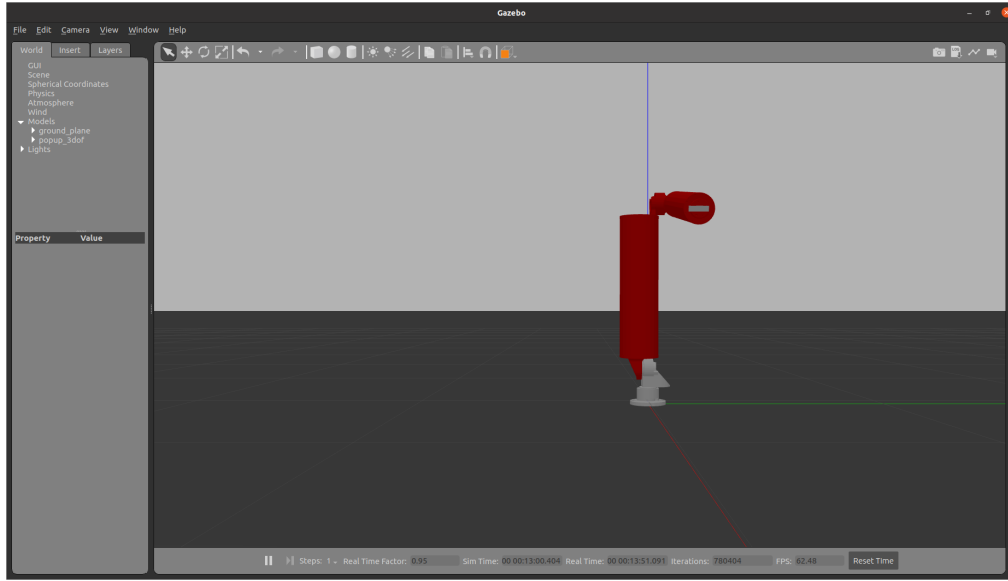 Gazebo
File Edit Camera View Window Help
World Insert Layers
GUI
Scene
Spherical Coordinates
Physics
Atmosphere
Wind
Models
ground_plane
popup_3dof
Lights
Property Value
Steps: 1 Real Time Factor: 0.95 Sim Time: 00 00:13:00.404 Real Time: 00 00:13:51.091 Iterations: 780404 FPS: 62.48 Reset Time